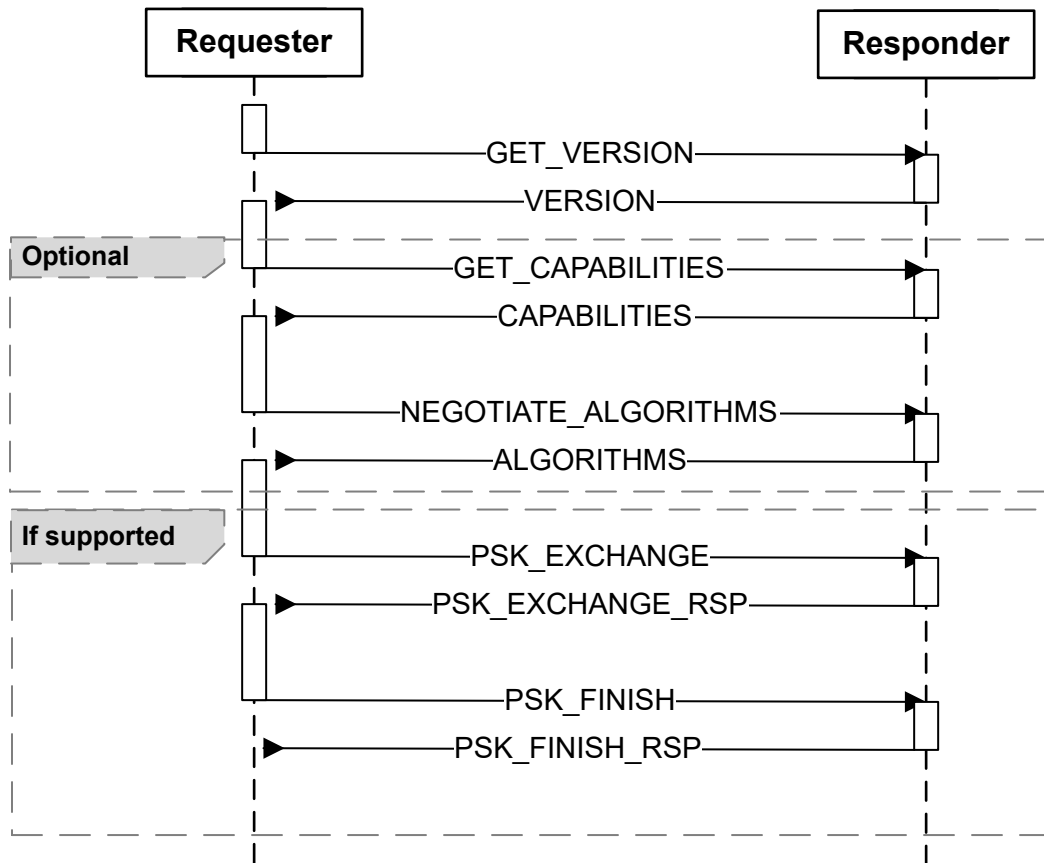 Requester
Responder
GET_VERSION
VERSION
Optional
GET_CAPABILITIES
CAPABILITIES
NEGOTIATE_ALGORITHMS
ALGORITHMS
If supported
PSK_EXCHANGE
PSK_EXCHANGE_RSP
PSK_FINISH
PSK_FINISH_RSP